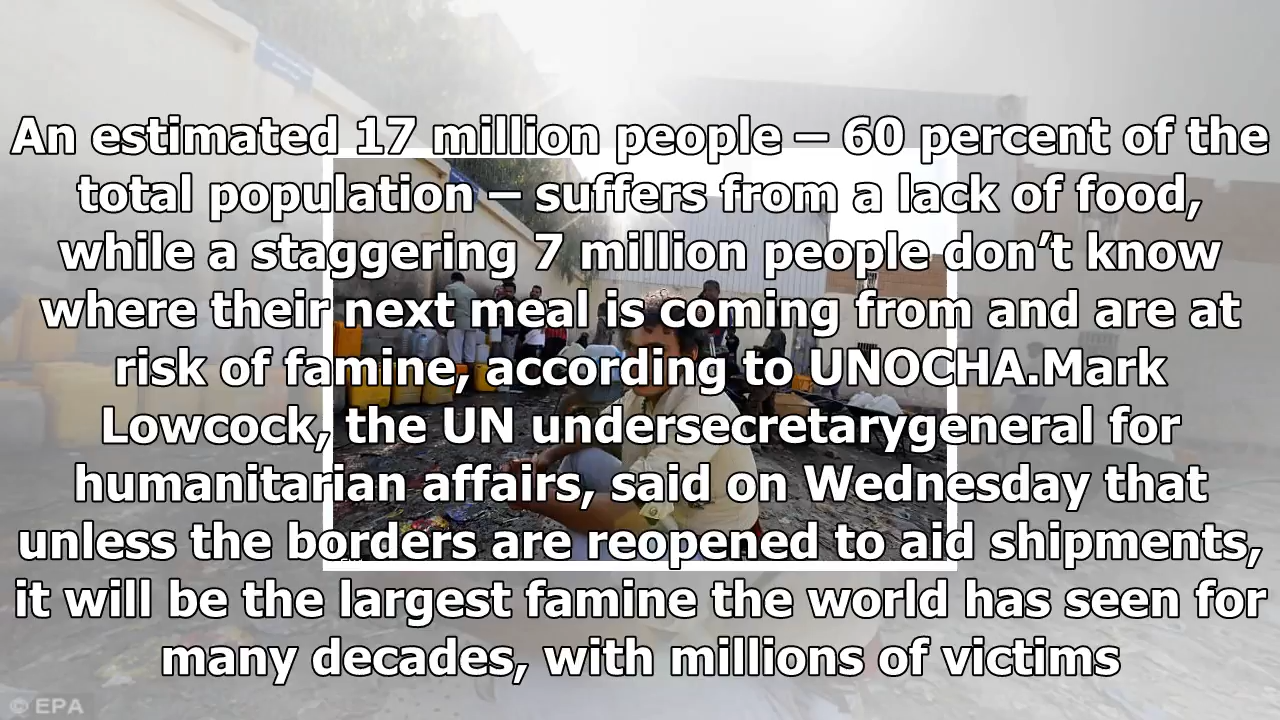 An estimated 17 million people – 60 percent of the
total population – suffers from a lack of food,
while a staggering 7 million people don’t know
where their next meal is coming from and are at
risk of famine, according to UNOCHA.Mark
Lowcock, the UN undersecretarygeneral for
humanitarian affairs, said on Wednesday that
unless the borders are reopened to aid shipments,
it will be the largest famine the world has seen for
many decades, with millions of victims
© EPA